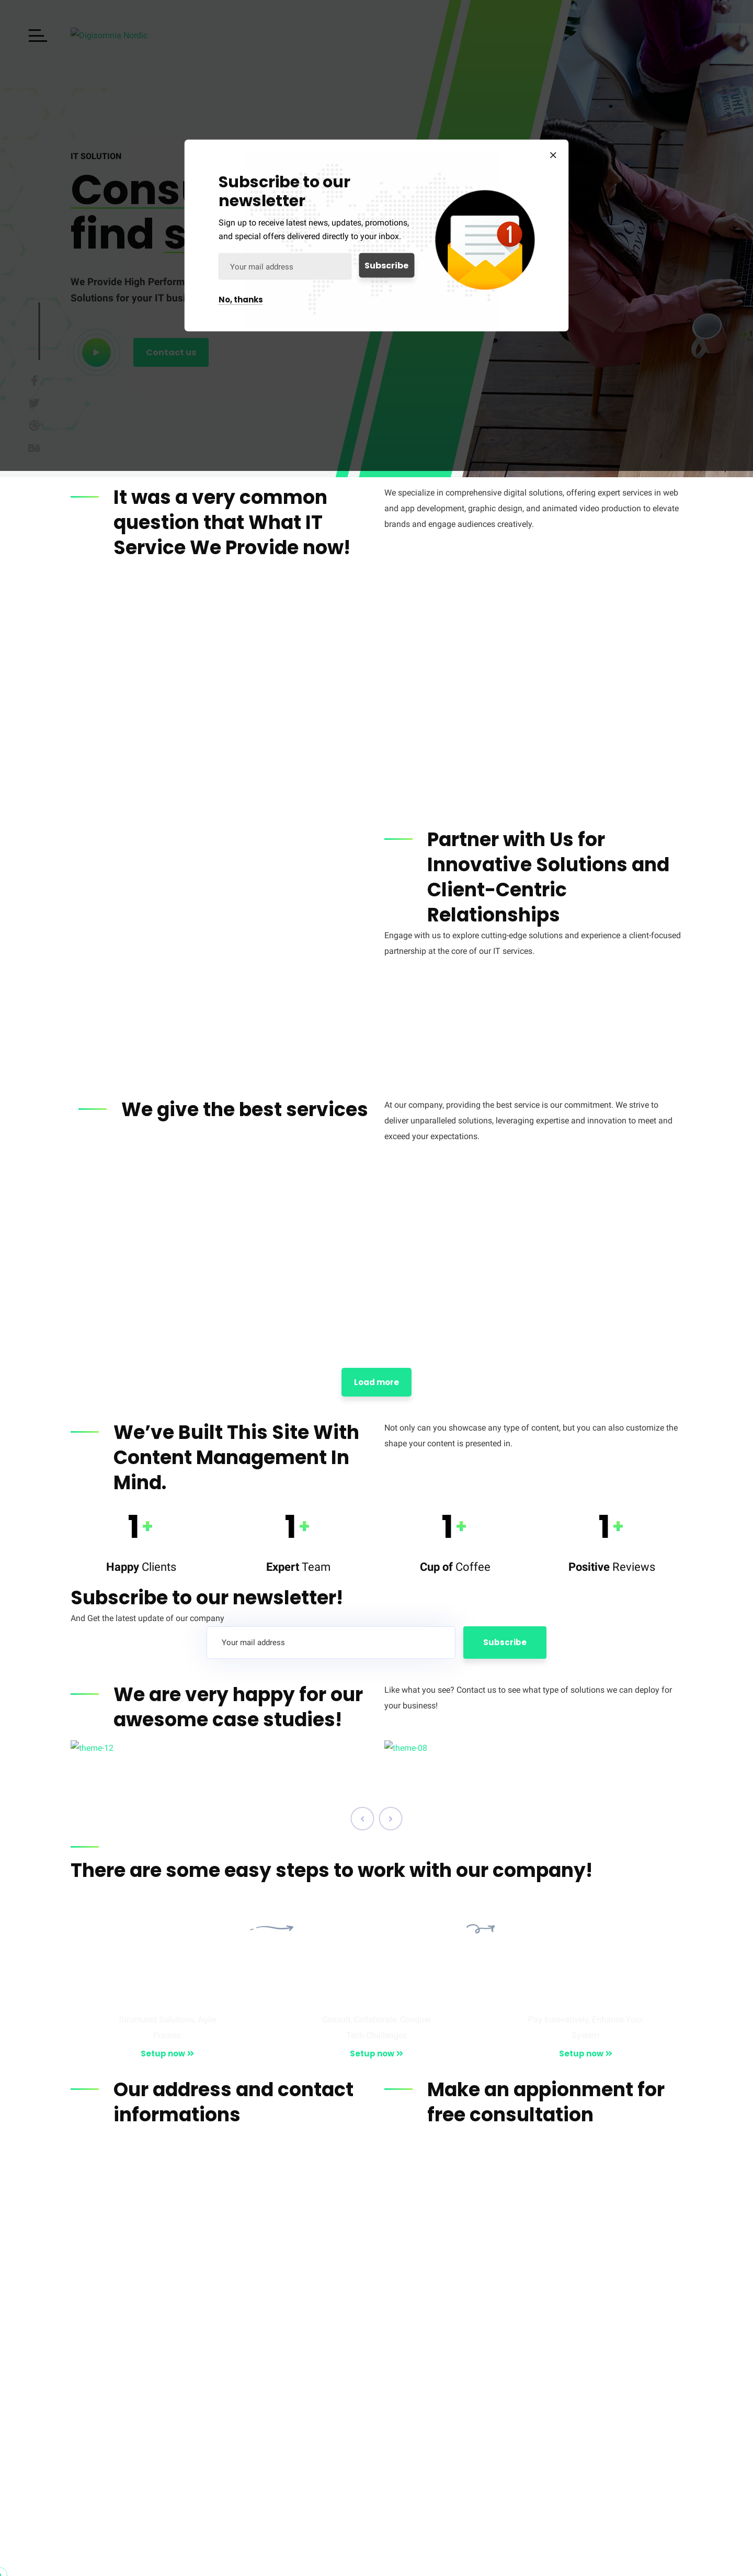 Digisomnia Nordic
IT SOLUTION
Cons
find s
We Provide High Perform
Solutions for your IT busi
Contact us
Subscribe to our
newsletter
Sign up to receive latest news, updates, promotions,
and special offers delivered directly to your inbox.
Your mail address
Subscribe
No, thanks
1
It was a very common
question that What IT
Service We Provide now!
We specialize in comprehensive digital solutions, offering expert services in web
and app development, graphic design, and animated video production to elevate
brands and engage audiences creatively.
Partner with Us for
Innovative Solutions and
Client-Centric
Relationships
Engage with us to explore cutting-edge solutions and experience a client-focused
partnership at the core of our IT services.
We give the best services
At our company, providing the best service is our commitment. We strive to
deliver unparalleled solutions, leveraging expertise and innovation to meet and
exceed your expectations.
Load more
We’ve Built This Site With
Content Management In
Mind.
Not only can you showcase any type of content, but you can also customize the
shape your content is presented in.
1+
1+
1+
1+
Happy Clients
Expert Team
Cup of Coffee
Positive Reviews
Subscribe to our newsletter!
And Get the latest update of our company
Your mail address
Subscribe
We are very happy for our
awesome case studies!
Like what you see? Contact us to see what type of solutions we can deploy for
your business!
theme-12
theme-08
There are some easy steps to work with our company!
Setup now
Setup now
Setup now
Our address and contact
informations
Make an appionment for
free consultation